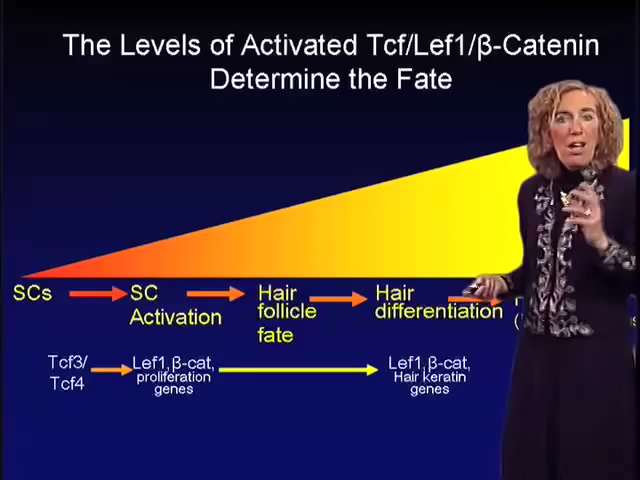 The Levels of Activated Tcf/Lef1/β-Catenin
Determine the Fate
SCs
SC
Activation
Hair
follicle
fate
Hair
differentiation
Tcf3/
Tcf4
Lef1,β-cat,
proliferation
genes
Lef1,β-cat,
Hair keratin
genes